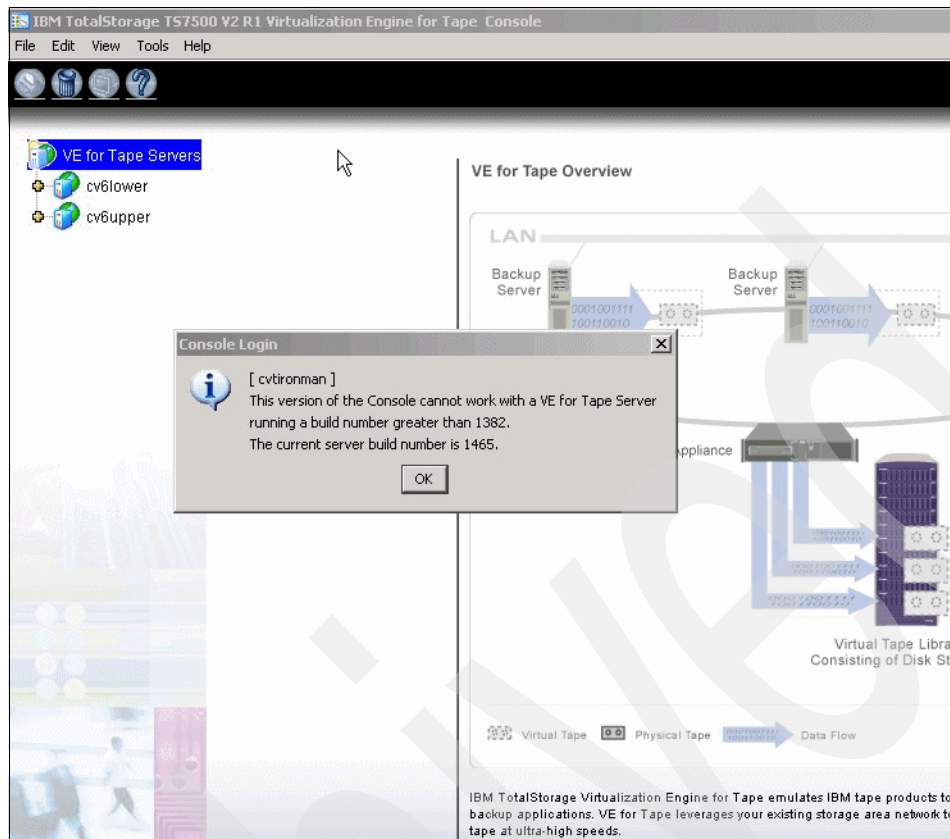 IBM TotalStorage TS7500 V2 R1 Virtualization Engine for Tape Console
File Edit View Tools Help
VE for Tape Servers
cv6lower
cv6upper
VE for Tape Overview
LAN
Backup
Server
Backup
Server
0001001111
100110010
0001001111
100110010
Console Login
[ cvtironman ]
This version of the Console cannot work with a VE for Tape Server
running a build number greater than 1382.
The current server build number is 1465.
OK
Appliance
Virtual Tape Libra
Consisting of Disk St
Virtual Tape
Physical Tape
Data Flow
IBM TotalStorage Virtualization Engine for Tape emulates IBM tape products to
backup applications. VE for Tape leverages your existing storage area network to
tape at ultra-high speeds.